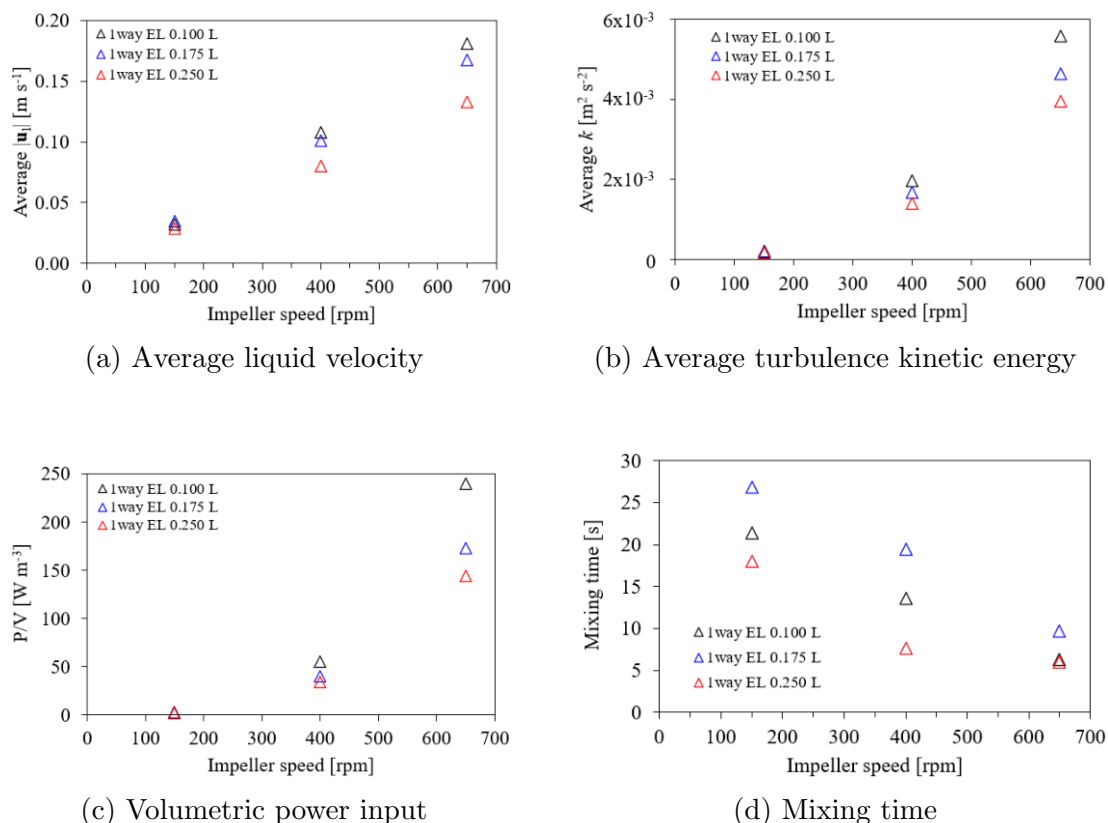 0.20
0.15
0.10
0.05
0.00
Average |u_l| [m s⁻¹]
1way EL 0.100 L
1way EL 0.175 L
1way EL 0.250 L
0 100 200 300 400 500 600 700
Impeller speed [rpm]
(a) Average liquid velocity
6x10⁻³
4x10⁻³
2x10⁻³
0
Average k [m² s⁻²]
1way EL 0.100 L
1way EL 0.175 L
1way EL 0.250 L
0 100 200 300 400 500 600 700
Impeller speed [rpm]
(b) Average turbulence kinetic energy
250
200
150
100
50
0
P/V [W m⁻³]
1way EL 0.100 L
1way EL 0.175 L
1way EL 0.250 L
0 100 200 300 400 500 600 700
Impeller speed [rpm]
(c) Volumetric power input
30
25
20
15
10
5
0
Mixing time [s]
1way EL 0.100 L
1way EL 0.175 L
1way EL 0.250 L
0 100 200 300 400 500 600 700
Impeller speed [rpm]
(d) Mixing time